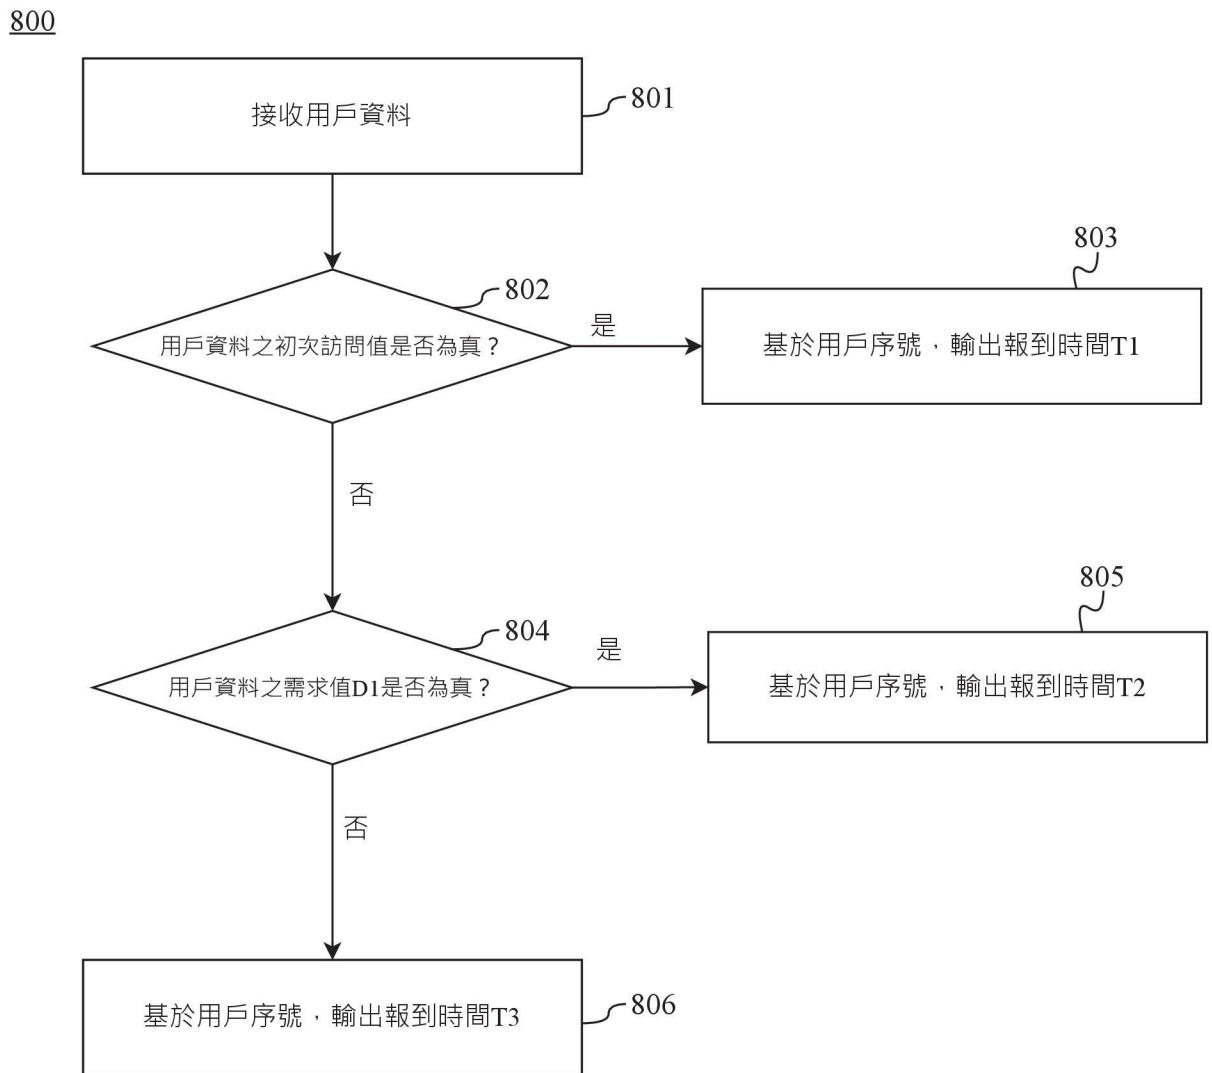 800
接收用戶資料
801
802
用戶資料之初次訪問值是否為真？
是
803
基於用戶序號，輸出報到時間T1
否
804
用戶資料之需求值D1是否為真？
是
805
基於用戶序號，輸出報到時間T2
否
基於用戶序號，輸出報到時間T3
806